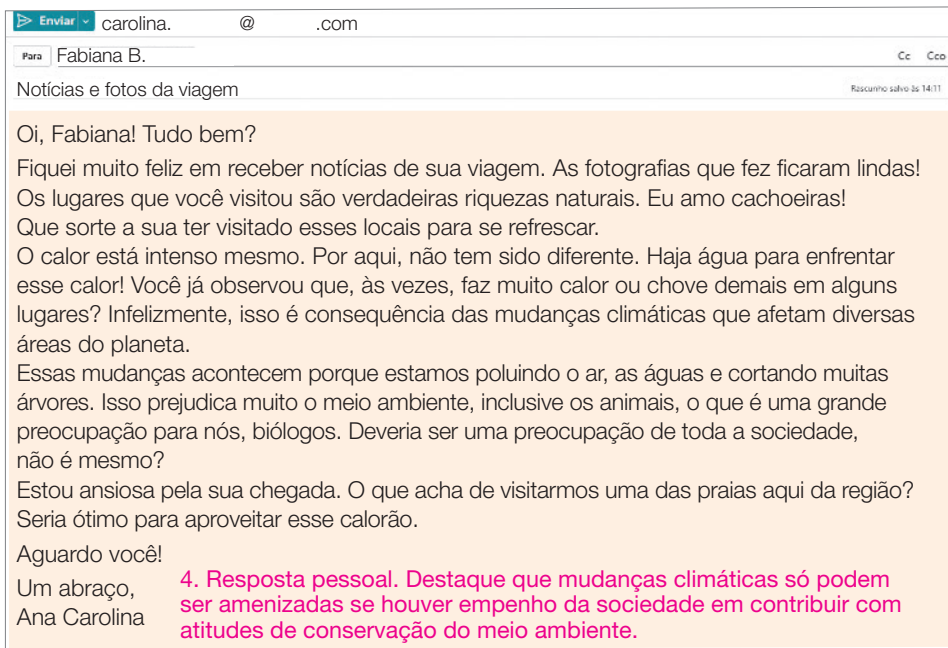 Enviar carolina. @ .com
Para Fabiana B. Cc Cco
Notícias e fotos da viagem Rascunho salvo às 14:11
Oi, Fabiana! Tudo bem?
Fiquei muito feliz em receber notícias de sua viagem. As fotografias que fez ficaram lindas!
Os lugares que você visitou são verdadeiras riquezas naturais. Eu amo cachoeiras!
Que sorte a sua ter visitado esses locais para se refrescar.
O calor está intenso mesmo. Por aqui, não tem sido diferente. Haja água para enfrentar
esse calor! Você já observou que, às vezes, faz muito calor ou chove demais em alguns
lugares? Infelizmente, isso é consequência das mudanças climáticas que afetam diversas
áreas do planeta.
Essas mudanças acontecem porque estamos poluindo o ar, as águas e cortando muitas
árvores. Isso prejudica muito o meio ambiente, inclusive os animais, o que é uma grande
preocupação para nós, biólogos. Deveria ser uma preocupação de toda a sociedade,
não é mesmo?
Estou ansiosa pela sua chegada. O que acha de visitarmos uma das praias aqui da região?
Seria ótimo para aproveitar esse calorão.
Aguardo você!
Um abraço,
Ana Carolina
4. Resposta pessoal. Destaque que mudanças climáticas só podem
ser amenizadas se houver empenho da sociedade em contribuir com
atitudes de conservação do meio ambiente.